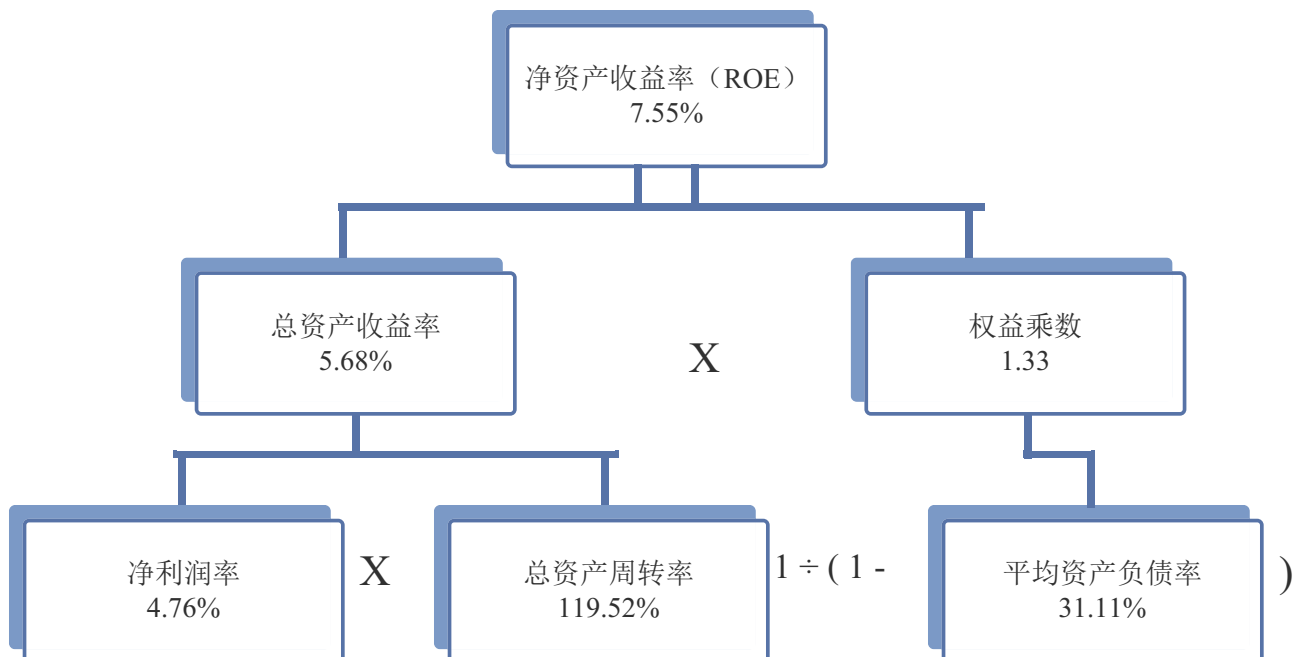 净资产收益率（ROE）
7.55%
总资产收益率
5.68%
X
权益乘数
1.33
净利润率
4.76%
X
总资产周转率
119.52%
1 ÷ ( 1 -
平均资产负债率
31.11%
)